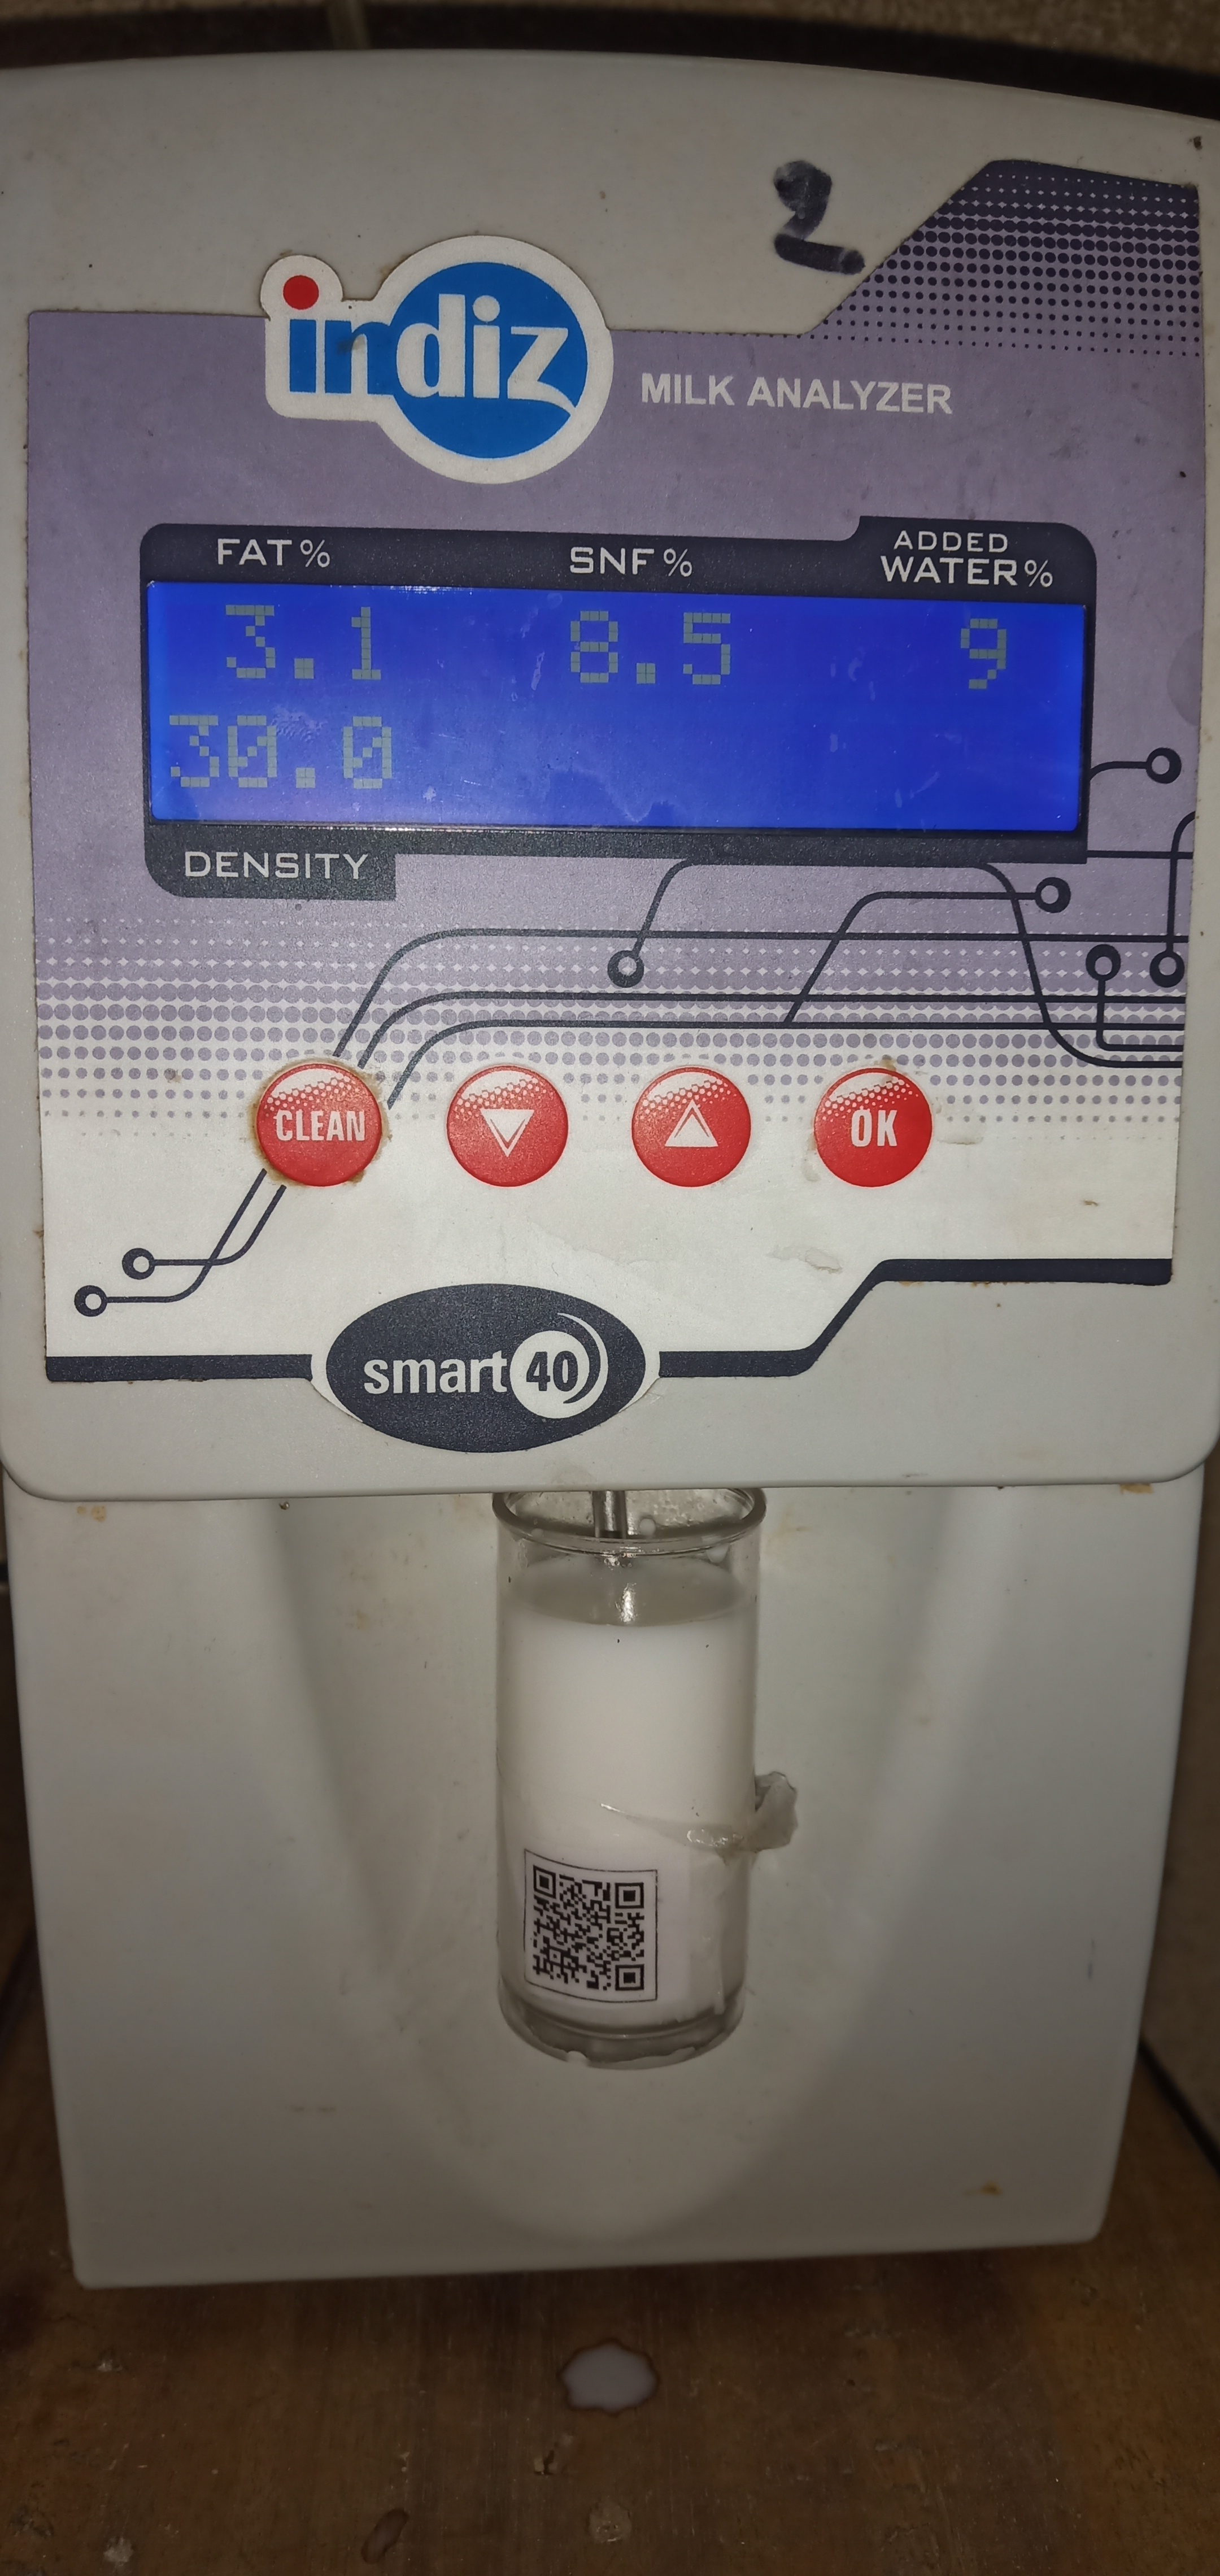 2
indiz
MILK ANALYZER
FAT % SNF % ADDED WATER %
3.1 8.5 9
30.0
DENSITY
CLEAN OK
smart 40